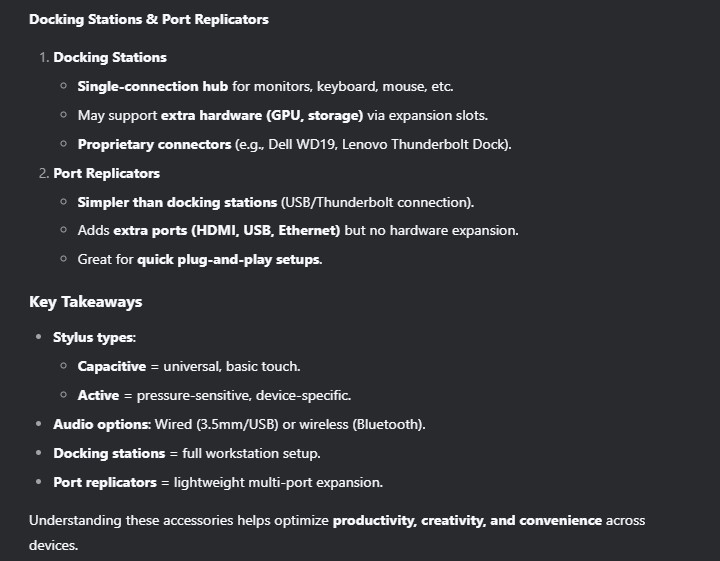 Docking Stations & Port Replicators
1. Docking Stations
Single-connection hub for monitors, keyboard, mouse, etc.
May support extra hardware (GPU, storage) via expansion slots.
Proprietary connectors (e.g., Dell WD19, Lenovo Thunderbolt Dock).
2. Port Replicators
Simpler than docking stations (USB/Thunderbolt connection).
Adds extra ports (HDMI, USB, Ethernet) but no hardware expansion.
Great for quick plug-and-play setups.
Key Takeaways
Stylus types:
Capacitive = universal, basic touch.
Active = pressure-sensitive, device-specific.
Audio options: Wired (3.5mm/USB) or wireless (Bluetooth).
Docking stations = full workstation setup.
Port replicators = lightweight multi-port expansion.
Understanding these accessories helps optimize productivity, creativity, and convenience across
devices.